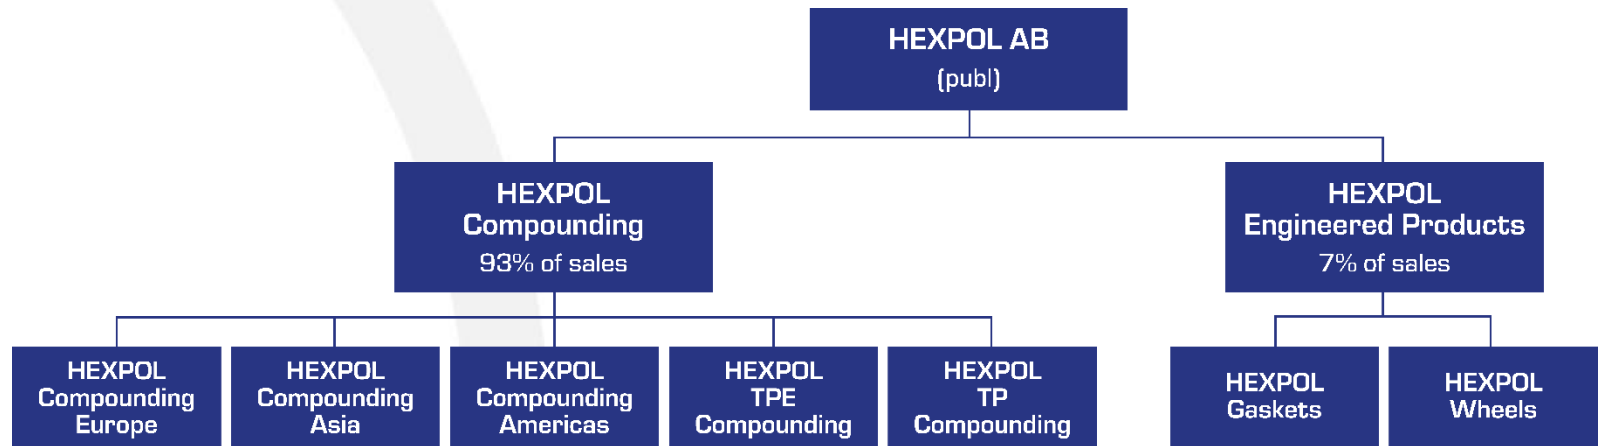 HEXPOL AB
(publ)
HEXPOL
Compounding
93% of sales
HEXPOL
Engineered Products
7% of sales
HEXPOL
Compounding
Europe
HEXPOL
Compounding
Asia
HEXPOL
Compounding
Americas
HEXPOL
TPE
Compounding
HEXPOL
TP
Compounding
HEXPOL
Gaskets
HEXPOL
Wheels